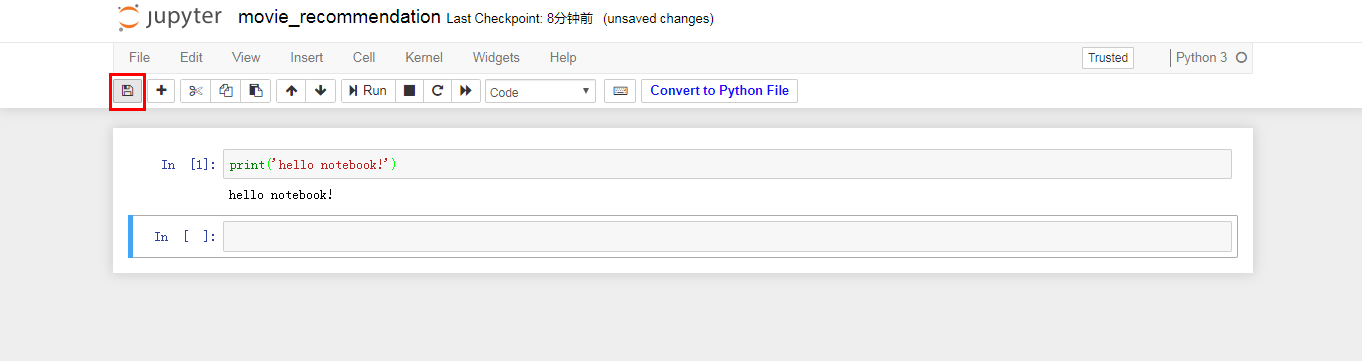 jupyter movie_recommendation Last Checkpoint: 8分钟前 (unsaved changes)
File Edit View Insert Cell Kernel Widgets Help Trusted Python 3
Run Code Convert to Python File
In [1]: print('hello notebook!')
hello notebook!
In [ ]: